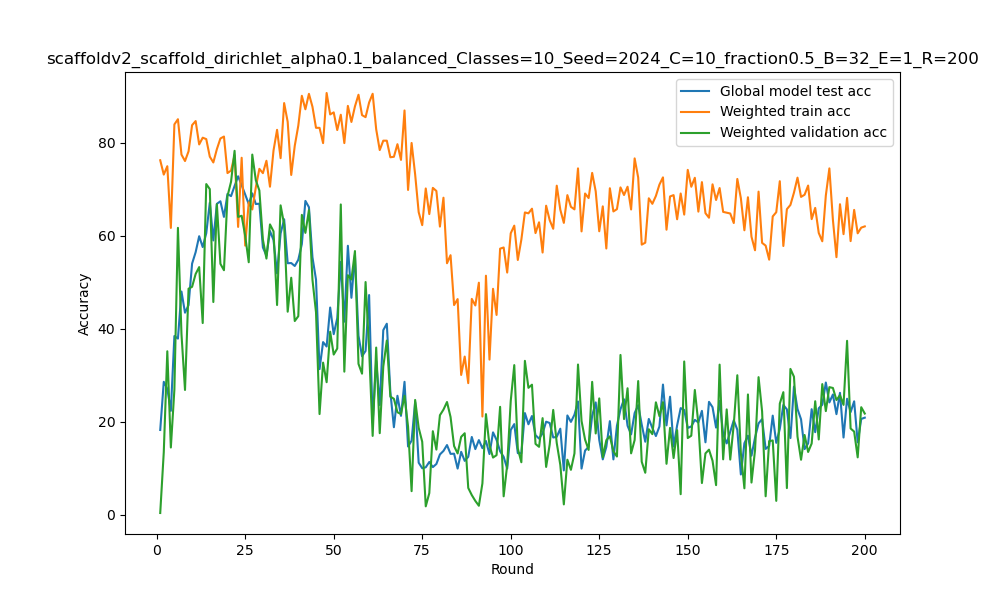 scaffoldv2_scaffold_dirichlet_alpha0.1_balanced_Classes=10_Seed=2024_C=10_fraction0.5_B=32_E=1_R=200
Global model test acc
Weighted train acc
Weighted validation acc
80
60
40
20
0
Accuracy
0 25 50 75 100 125 150 175 200
Round